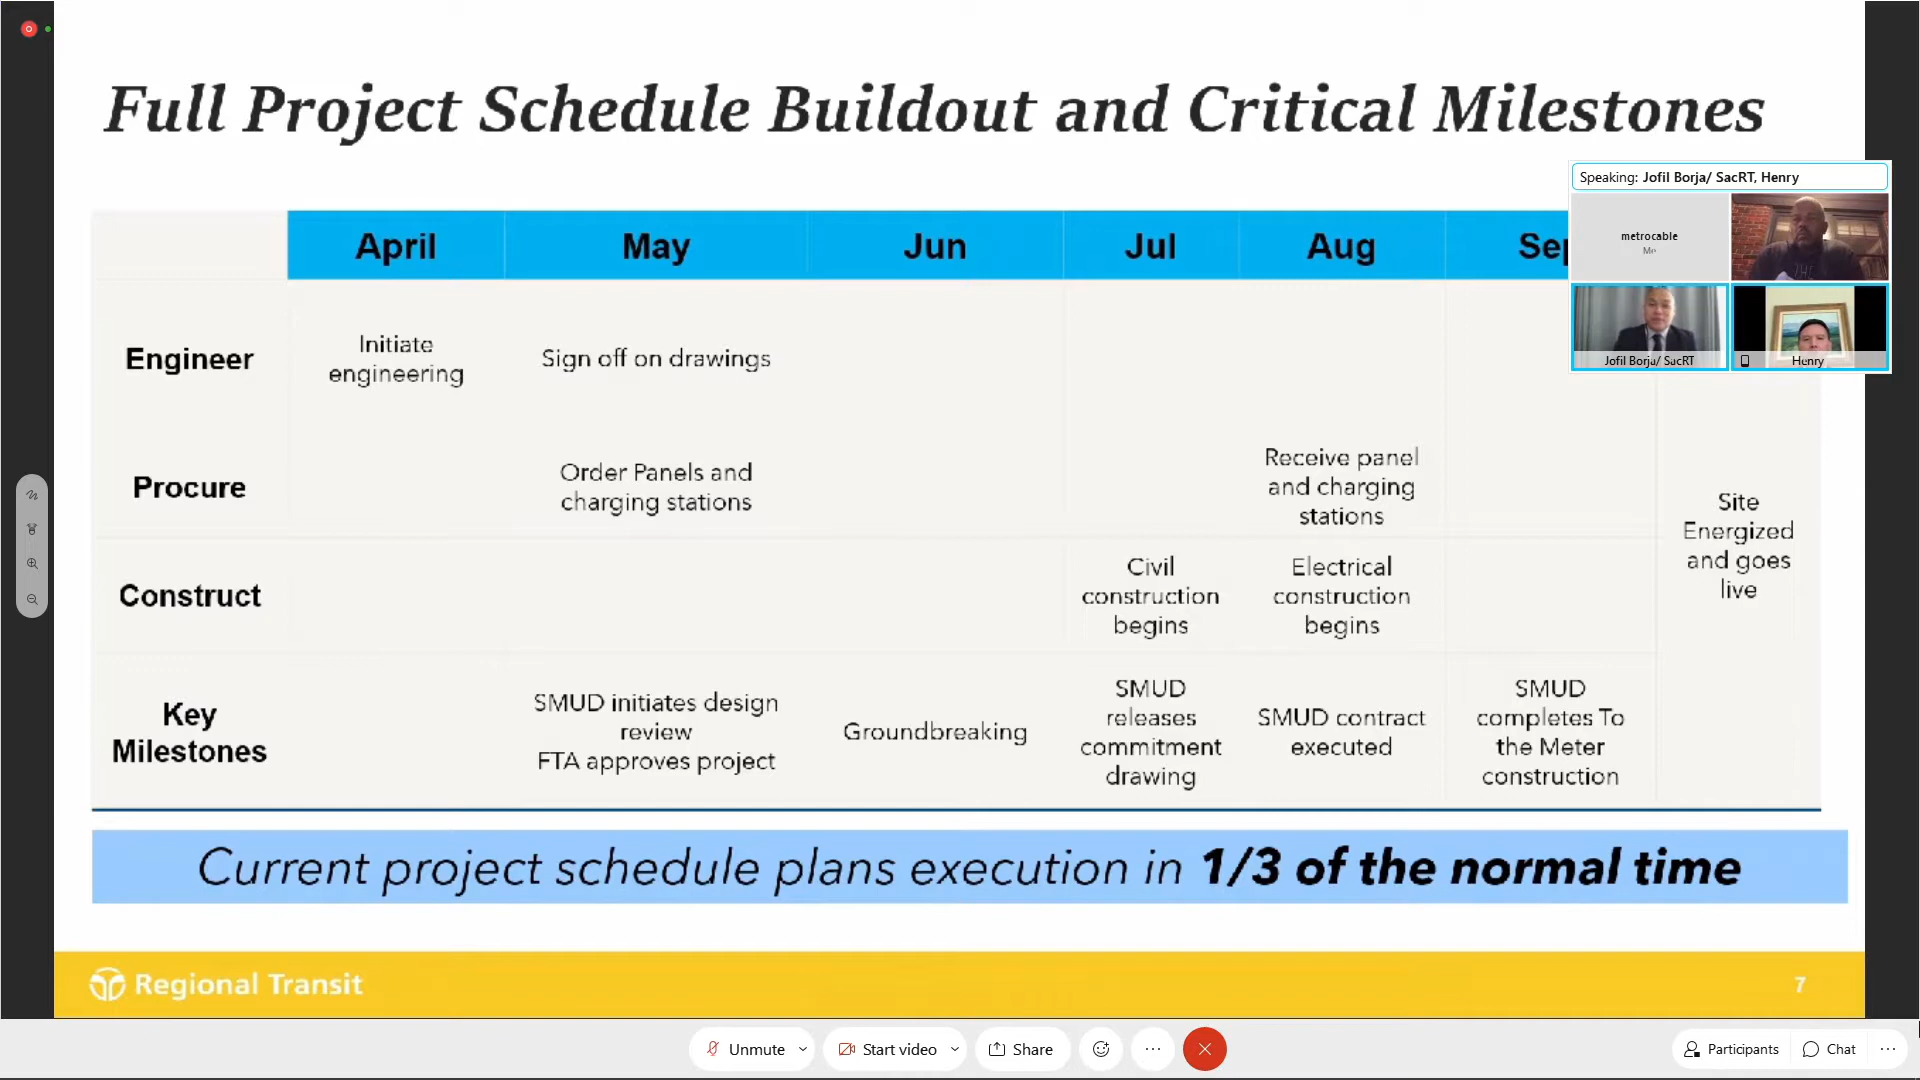 Full Project Schedule Buildout and Critical Milestones
Speaking: Jofil Borja/ SacRT, Henry
metrocable
Me
Jofil Borja/ SacRT
Henry
April
May
Jun
Jul
Aug
Engineer
Initiate
engineering
Sign off on drawings
Procure
Order Panels and
charging stations
Receive panel
and charging
stations
Site
Energized
and goes
live
Construct
Civil
construction
begins
Electrical
construction
begins
Key
Milestones
SMUD initiates design
review
FTA approves project
Groundbreaking
SMUD
releases
commitment
drawing
SMUD contract
executed
SMUD
completes To
the Meter
construction
Current project schedule plans execution in 1/3 of the normal time
Regional Transit
7
Unmute
Start video
Share
Participants
Chat